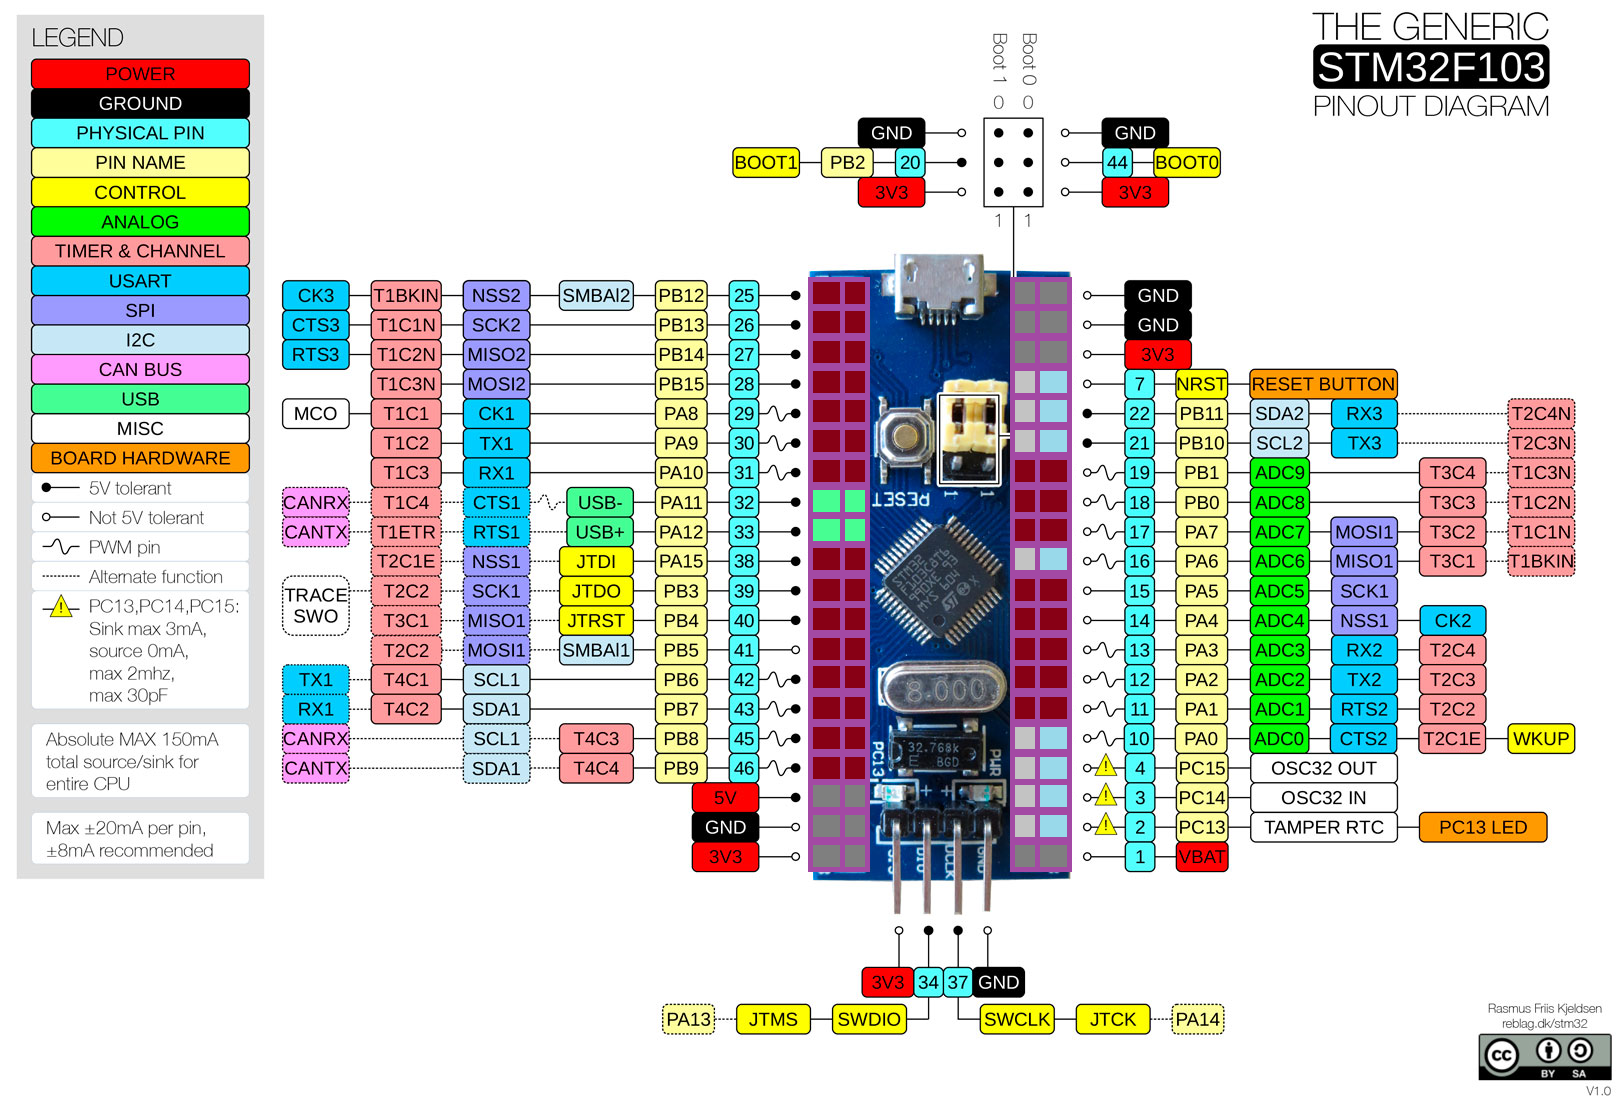 LEGEND
POWER
GROUND
PHYSICAL PIN
PIN NAME
CONTROL
ANALOG
TIMER & CHANNEL
USART
SPI
I2C
CAN BUS
USB
MISC
BOARD HARDWARE
5V tolerant
Not 5V tolerant
PWM pin
Alternate function
PC13,PC14,PC15:
Sink max 3mA,
source 0mA,
max 2mhz,
max 30pF
Absolute MAX 150mA
total source/sink for
entire CPU
Max ±20mA per pin,
±8mA recommended
THE GENERIC
STM32F103
PINOUT DIAGRAM
Boot 1 0
Boot 0 0
GND GND
BOOT1 PB2 20 44 BOOT0
3V3 3V3
1 1
CK3 T1BKIN NSS2 SMBAI2 PB12 25
CTS3 T1C1N SCK2 PB13 26
RTS3 T1C2N MISO2 PB14 27
T1C3N MOSI2 PB15 28
MCO T1C1 CK1 PA8 29
T1C2 TX1 PA9 30
T1C3 RX1 PA10 31
CANRX T1C4 CTS1 USB- PA11 32
CANTX T1ETR RTS1 USB+ PA12 33
T2C1E NSS1 JTDI PA15 38
TRACE SWO T2C2 SCK1 JTDO PB3 39
T3C1 MISO1 JTRST PB4 40
T2C2 MOSI1 SMBAI1 PB5 41
TX1 T4C1 SCL1 PB6 42
RX1 T4C2 SDA1 PB7 43
CANRX SCL1 T4C3 PB8 45
CANTX SDA1 T4C4 PB9 46
5V
GND
3V3
RESET
1 1
8.000
32.768k
BGD
PC13
PWR
GND
GND
3V3
7 NRST RESET BUTTON
22 PB11 SDA2 RX3 T2C4N
21 PB10 SCL2 TX3 T2C3N
19 PB1 ADC9 T3C4 T1C3N
18 PB0 ADC8 T3C3 T1C2N
17 PA7 ADC7 MOSI1 T3C2 T1C1N
16 PA6 ADC6 MISO1 T3C1 T1BKIN
15 PA5 ADC5 SCK1
14 PA4 ADC4 NSS1 CK2
13 PA3 ADC3 RX2 T2C4
12 PA2 ADC2 TX2 T2C3
11 PA1 ADC1 RTS2 T2C2
10 PA0 ADC0 CTS2 T2C1E WKUP
4 PC15 OSC32 OUT
3 PC14 OSC32 IN
2 PC13 TAMPER RTC PC13 LED
1 VBAT
3V3 34 37 GND
PA13 JTMS SWDIO SWCLK JTCK PA14
Rasmus Friis Kjeldsen
reblag.dk/stm32
cc BY SA
V1.0